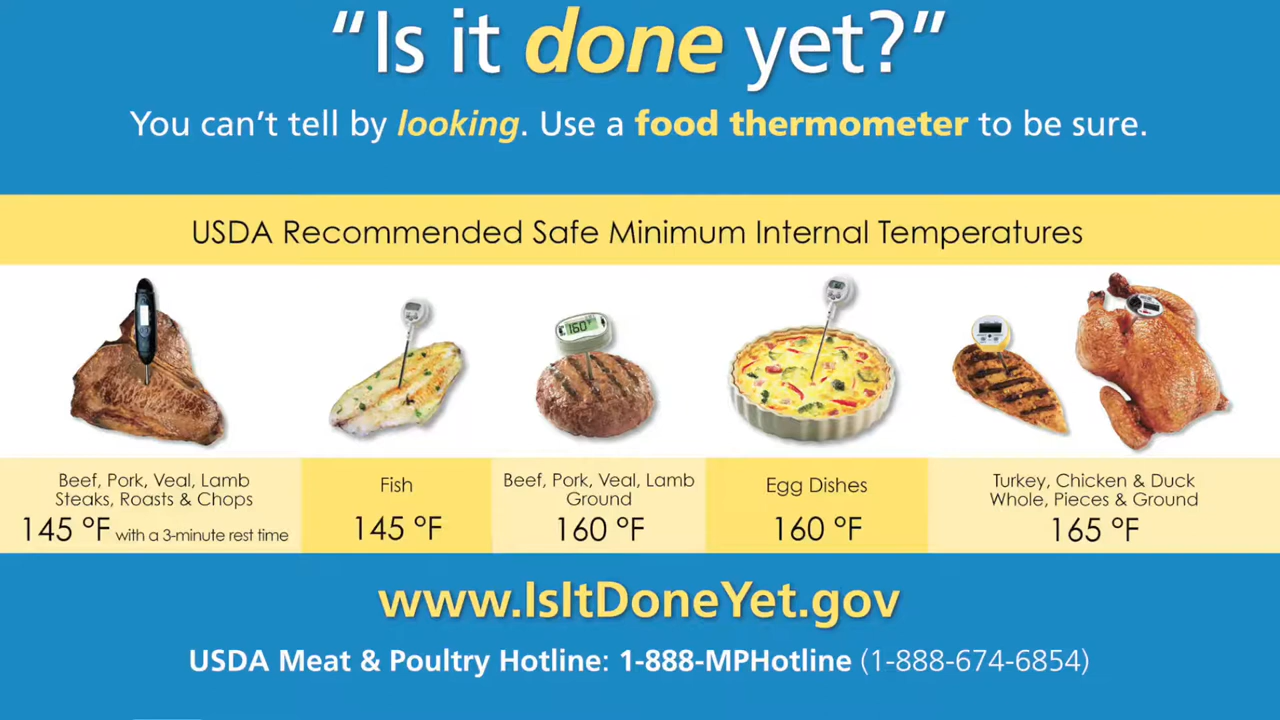 “Is it done yet?”
You can’t tell by looking. Use a food thermometer to be sure.
USDA Recommended Safe Minimum Internal Temperatures
160°
Beef, Pork, Veal, Lamb
Steaks, Roasts & Chops
145 °F with a 3-minute rest time
Fish
145 °F
Beef, Pork, Veal, Lamb
Ground
160 °F
Egg Dishes
160 °F
Turkey, Chicken & Duck
Whole, Pieces & Ground
165 °F
www.IsItDoneYet.gov
USDA Meat & Poultry Hotline: 1-888-MPHotline (1-888-674-6854)